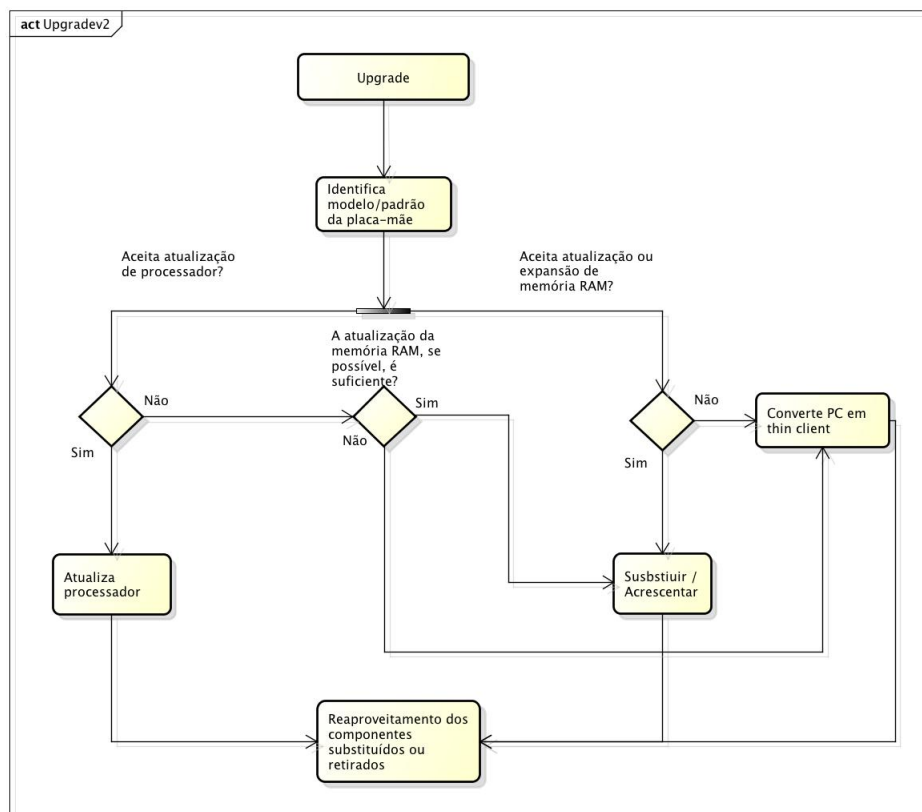 act Upgradev2
Upgrade
Identifica
modelo/padrão
da placa-mãe
Aceita atualização
de processador?
Aceita atualização ou
expansão de
memória RAM?
A atualização da
memória RAM, se
possível, é
suficiente?
Não
Sim
Sim
Não
Não
Sim
Converte PC em
thin client
Atualiza
processador
Susbstiuir /
Acrescentar
Reaproveitamento dos
componentes
substituídos ou
retirados